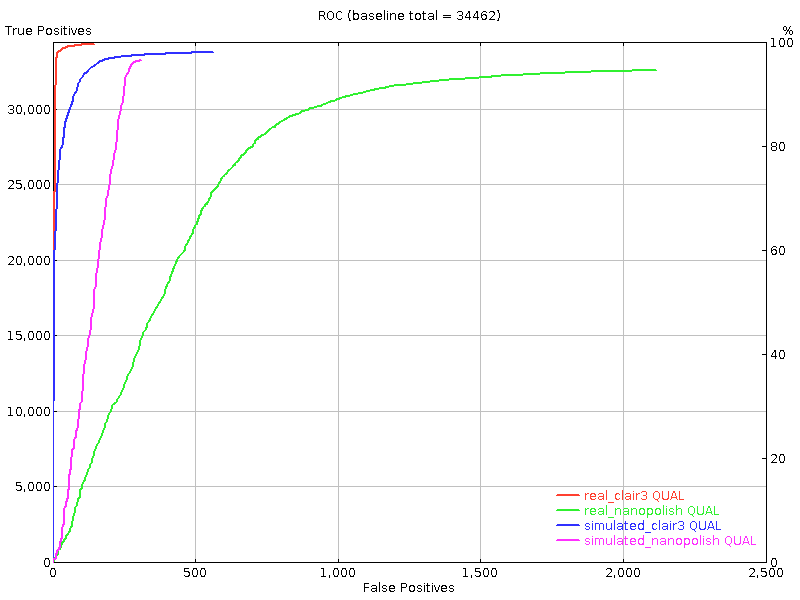 ROC (baseline total = 34462)
True Positives
%
100
30,000
80
25,000
60
20,000
15,000
40
10,000
20
5,000
real_clair3 QUAL
real_nanopolish QUAL
simulated_clair3 QUAL
simulated_nanopolish QUAL
0
0
0
500
1,000
1,500
2,000
2,500
False Positives